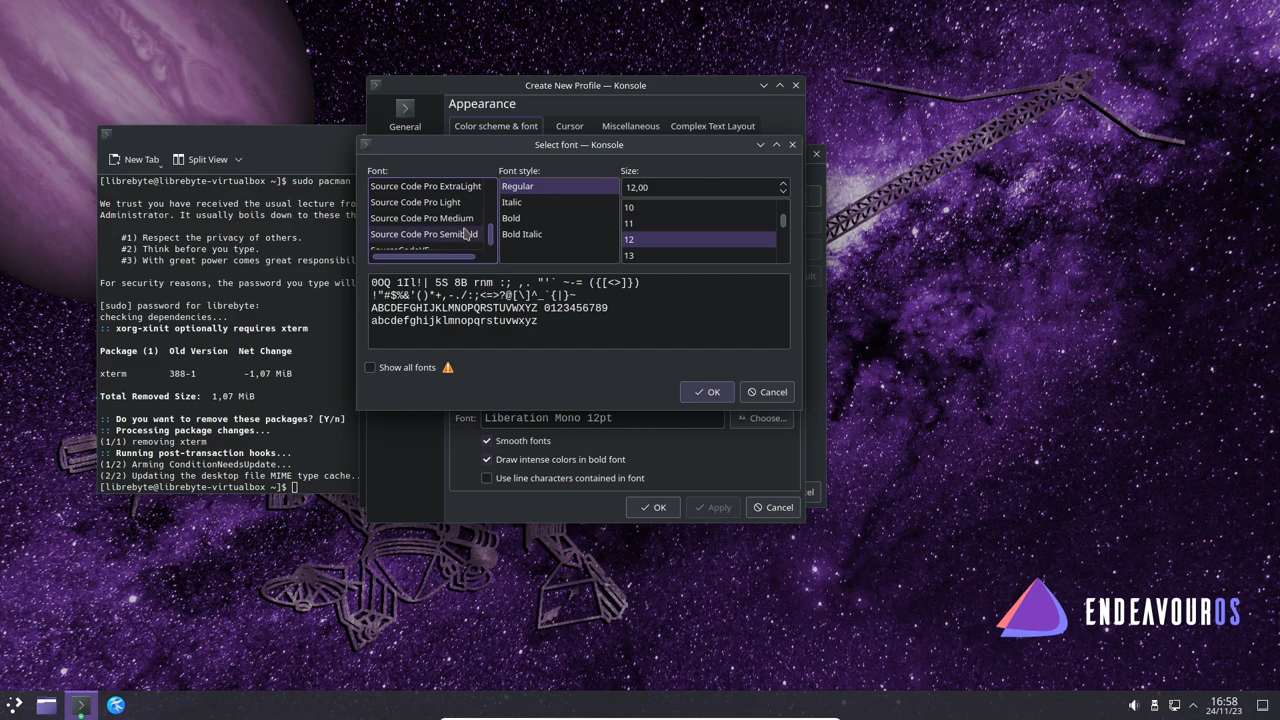 Create New Profile — Konsole
Appearance
General
Color scheme & font
Cursor
Miscellaneous
Complex Text Layout
Select font — Konsole
New Tab
Split View
Font:
Font style:
Size:
Source Code Pro ExtraLight
Source Code Pro Light
Source Code Pro Medium
Regular
Italic
Bold
Bold Italic
12,00
10
11
12
13
0OQ 1Il!| 5S 8B rnm :; ,. "'` ~-= ({[<>]})
!"#$%&'()*+,-./:;<=>?@[\]^_`{|}~
ABCDEFGHIJKLMNOPQRSTUVWXYZ 0123456789
abcdefghijklmnopqrstuvwxyz
Show all fonts
OK
Cancel
Font:
Liberation Mono 12pt
Choose...
Smooth fonts
Draw intense colors in bold font
Use line characters contained in font
OK
Apply
Cancel
[librebyte@librebyte-virtualbox ~]$ sudo pacman
We trust you have received the usual lecture fro
Administrator. It usually boils down to these th
#1) Respect the privacy of others.
#2) Think before you type.
#3) With great power comes great responsibil
For security reasons, the password you type will
[sudo] password for librebyte:
checking dependencies...
:: xorg-xinit optionally requires xterm
Package (1) Old Version Net Change
xterm 388-1 -1,07 MiB
Total Removed Size: 1,07 MiB
:: Do you want to remove these packages? [Y/n]
:: Processing package changes...
(1/1) removing xterm
:: Running post-transaction hooks...
(1/2) Arming ConditionNeedsUpdate...
(2/2) Updating the desktop file MIME type cache..
[librebyte@librebyte-virtualbox ~]$
ENDEAVOUROS
16:58
24/11/23